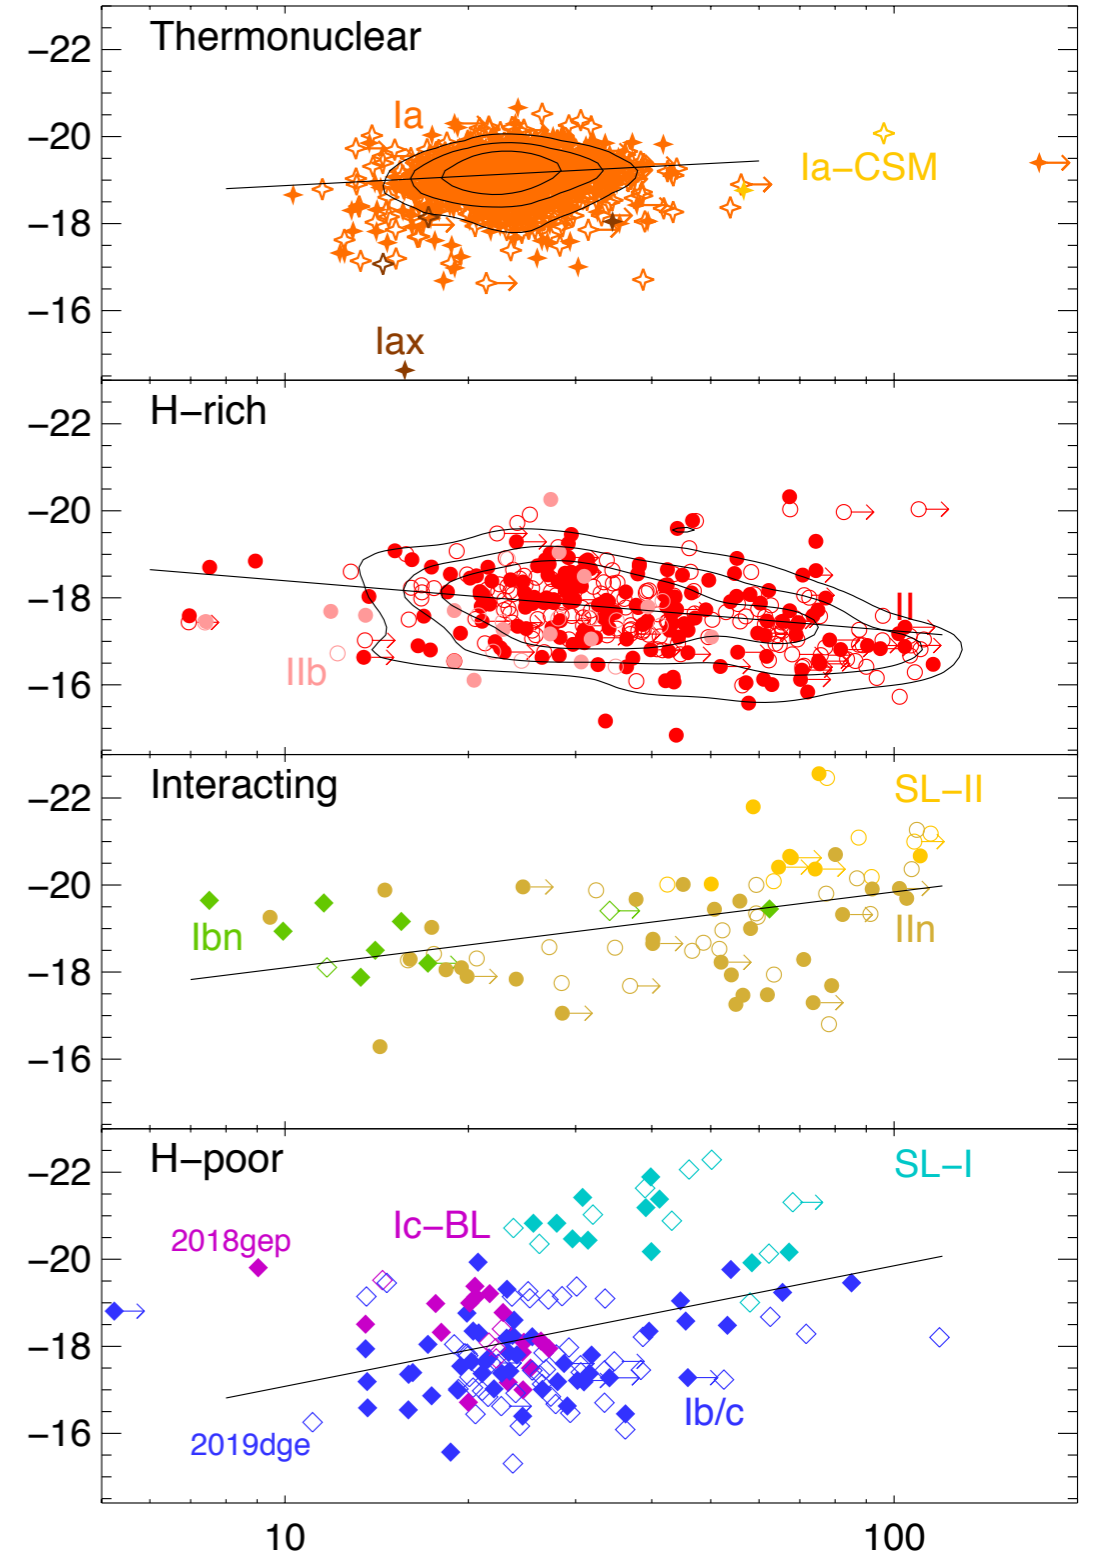 Thermonuclear
−22
Ia
−20
Ia−CSM
−18
−16
Iax
H−rich
−22
−20
−18
II
−16
IIb
Interacting
−22
SL−II
−20
Ibn
IIn
−18
−16
H−poor
−22
SL−I
Ic−BL
2018gep
−20
−18
Ib/c
−16
2019dge
10
100